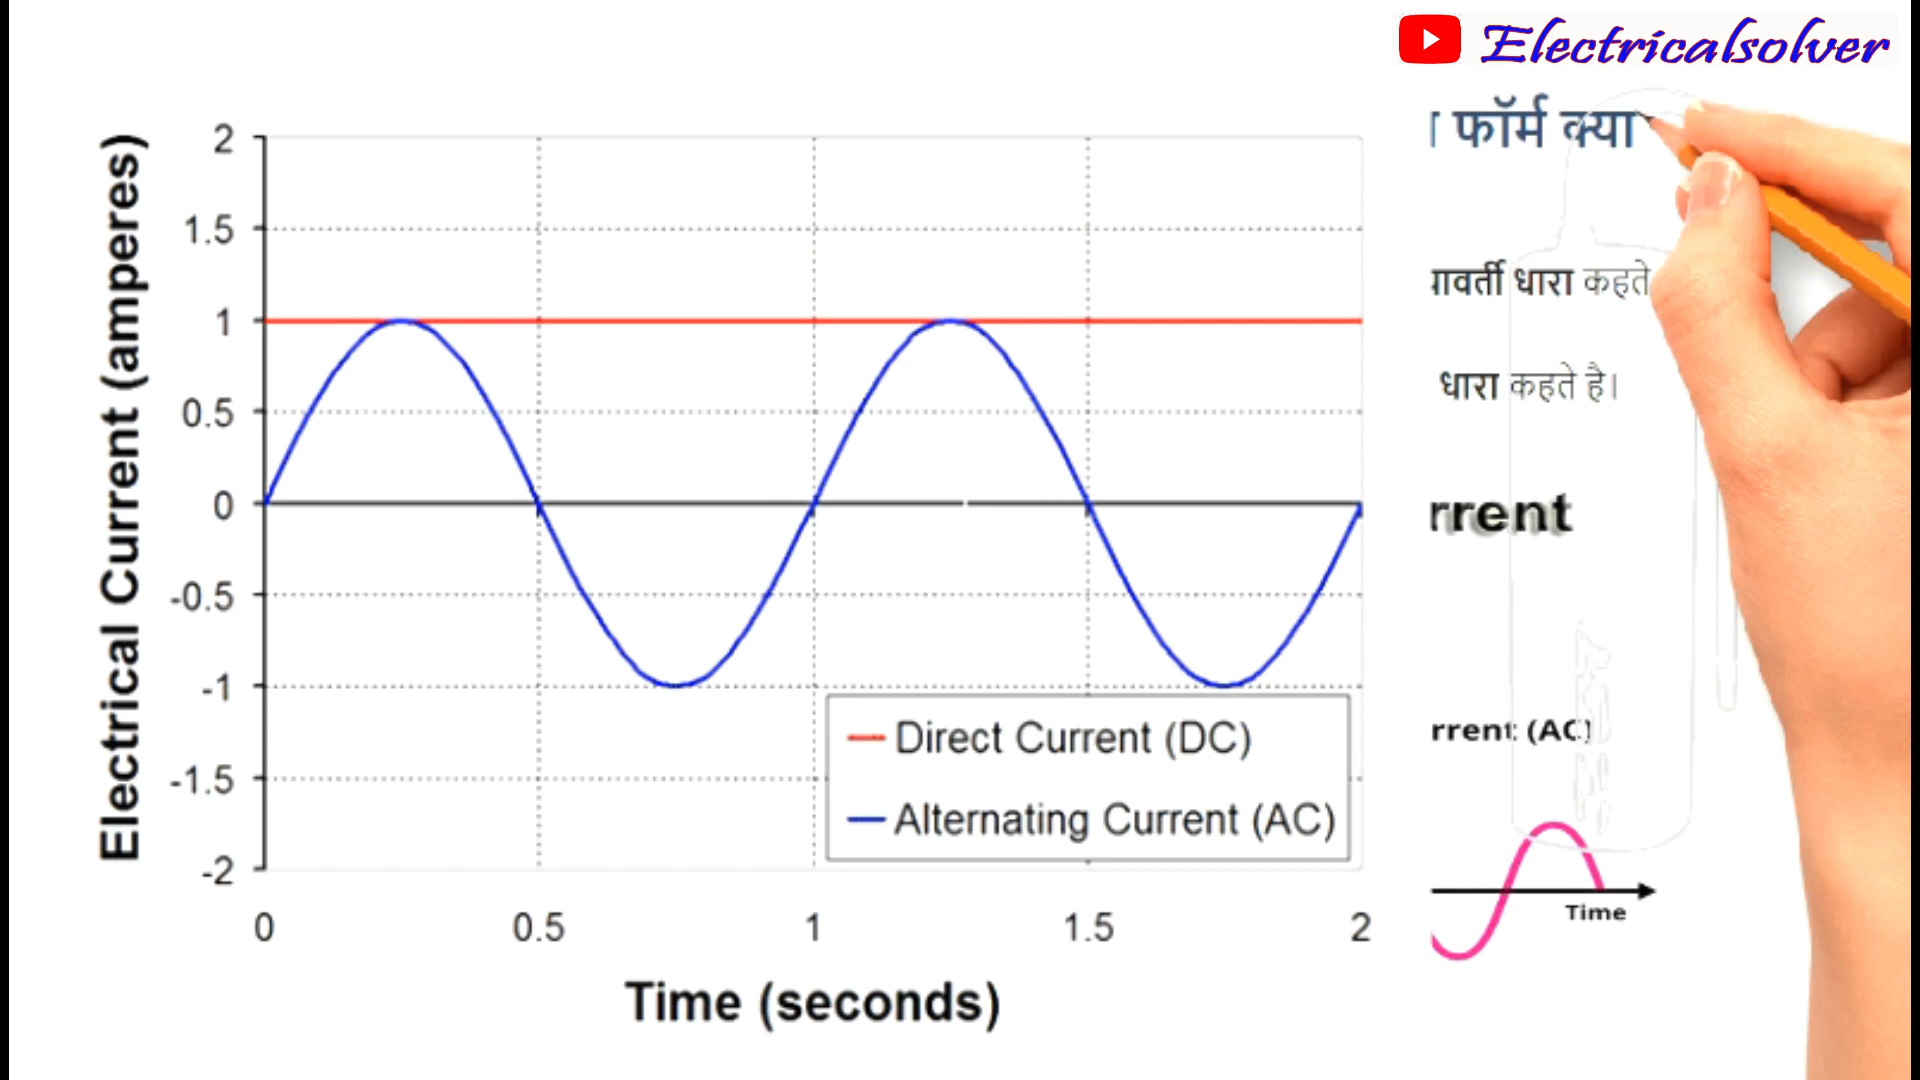 Electricalsolver
फॉर्म क्या
धारा कहते
धारा कहते है।
rrent
rrent (AC)
Time
Electrical Current (amperes)
2
1.5
1
0.5
0
-0.5
-1
-1.5
-2
Direct Current (DC)
Alternating Current (AC)
0 0.5 1 1.5 2
Time (seconds)